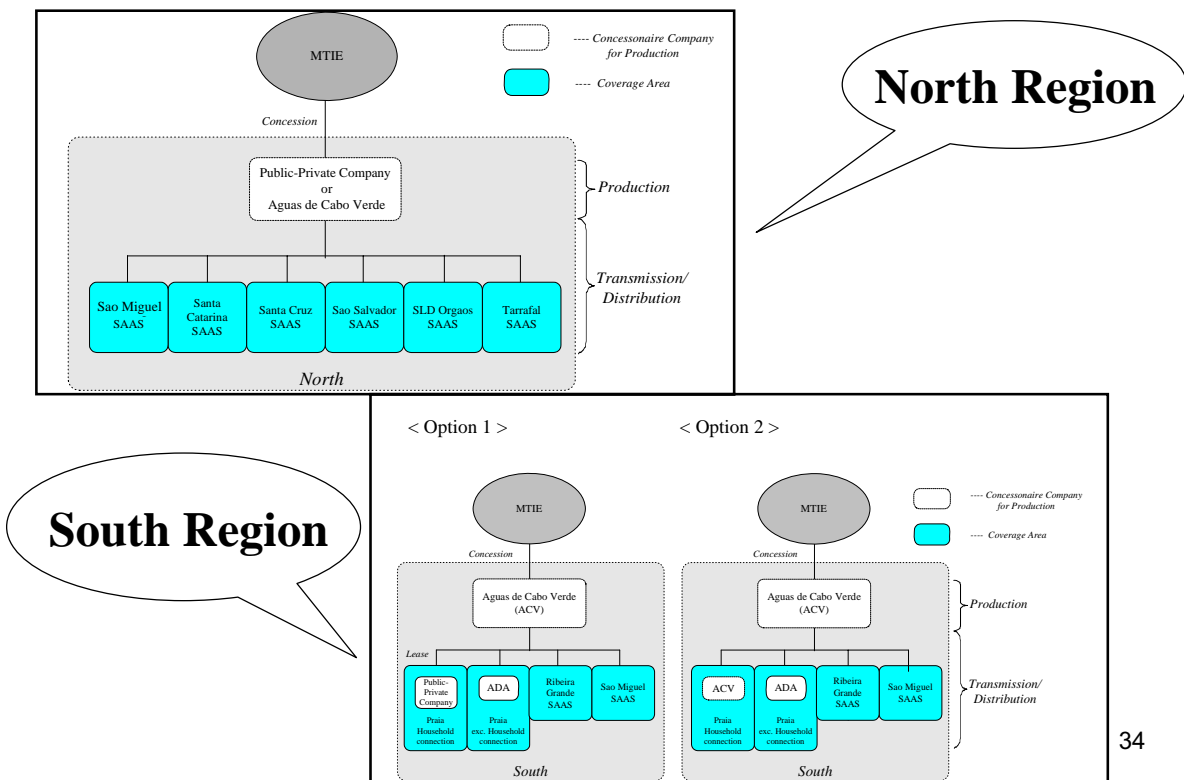 MTIE
---- Concessonaire Company
for Production
---- Coverage Area
Concession
Public-Private Company
or
Aguas de Cabo Verde
Production
Transmission/
Distribution
Sao Miguel
SAAS
Santa
Catarina
SAAS
Santa Cruz
SAAS
Sao Salvador
SAAS
SLD Orgaos
SAAS
Tarrafal
SAAS
North
North Region
South Region
< Option 1 >
MTIE
Concession
Aguas de Cabo Verde
(ACV)
Lease
Public-
Private
Company
Praia
Household
connection
ADA
Praia
exc. Household
connection
Ribeira
Grande
SAAS
Sao Miguel
SAAS
South
< Option 2 >
MTIE
---- Concessonaire Company
for Production
---- Coverage Area
Concession
Aguas de Cabo Verde
(ACV)
Production
ACV
Praia
Household
connection
ADA
Praia
exc. Household
connection
Ribeira
Grande
SAAS
Sao Miguel
SAAS
Transmission/
Distribution
South
34